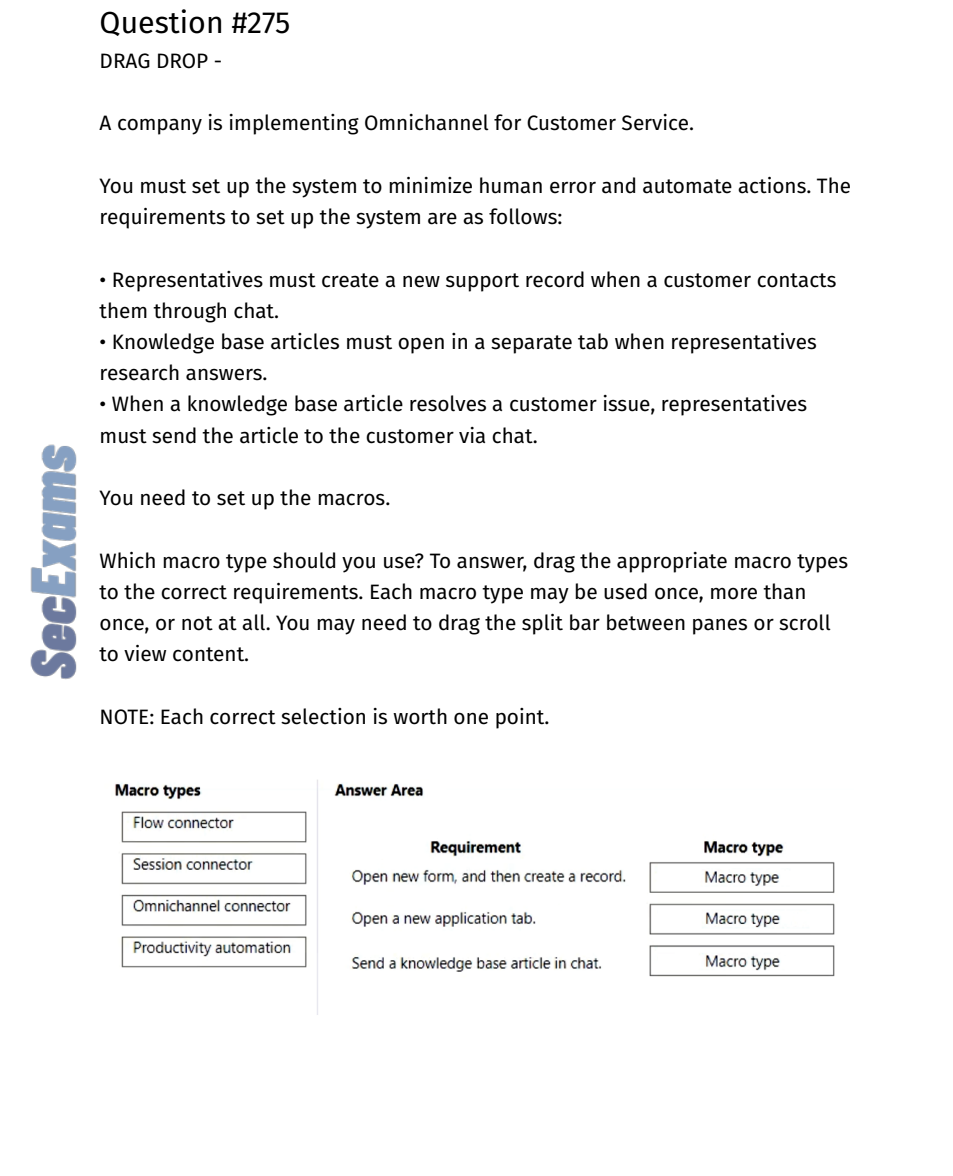 Question #275
DRAG DROP -
A company is implementing Omnichannel for Customer Service.
You must set up the system to minimize human error and automate actions. The
requirements to set up the system are as follows:
• Representatives must create a new support record when a customer contacts
them through chat.
• Knowledge base articles must open in a separate tab when representatives
research answers.
• When a knowledge base article resolves a customer issue, representatives
must send the article to the customer via chat.
You need to set up the macros.
Which macro type should you use? To answer, drag the appropriate macro types
to the correct requirements. Each macro type may be used once, more than
once, or not at all. You may need to drag the split bar between panes or scroll
to view content.
NOTE: Each correct selection is worth one point.
SecExams
Macro types
Flow connector
Session connector
Omnichannel connector
Productivity automation
Answer Area
Requirement Macro type
Open new form, and then create a record. Macro type
Open a new application tab. Macro type
Send a knowledge base article in chat. Macro type